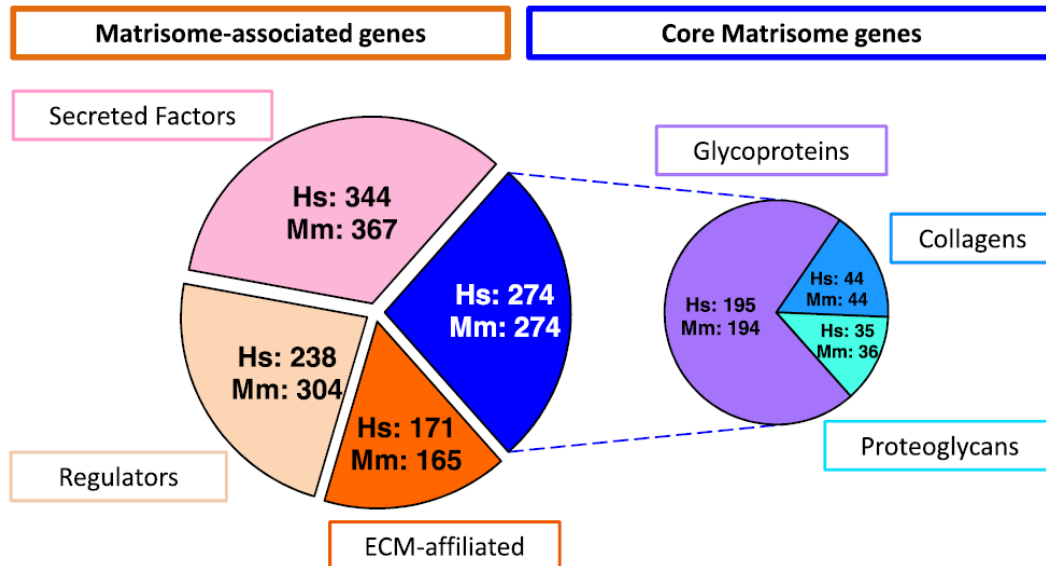 Matrisome-associated genes
Core Matrisome genes
Secreted Factors
Glycoproteins
Hs: 344
Mm: 367
Collagens
Hs: 274
Mm: 274
Hs: 195
Mm: 194
Hs: 44
Mm: 44
Hs: 35
Mm: 36
Hs: 238
Mm: 304
Hs: 171
Mm: 165
Proteoglycans
Regulators
ECM-affiliated